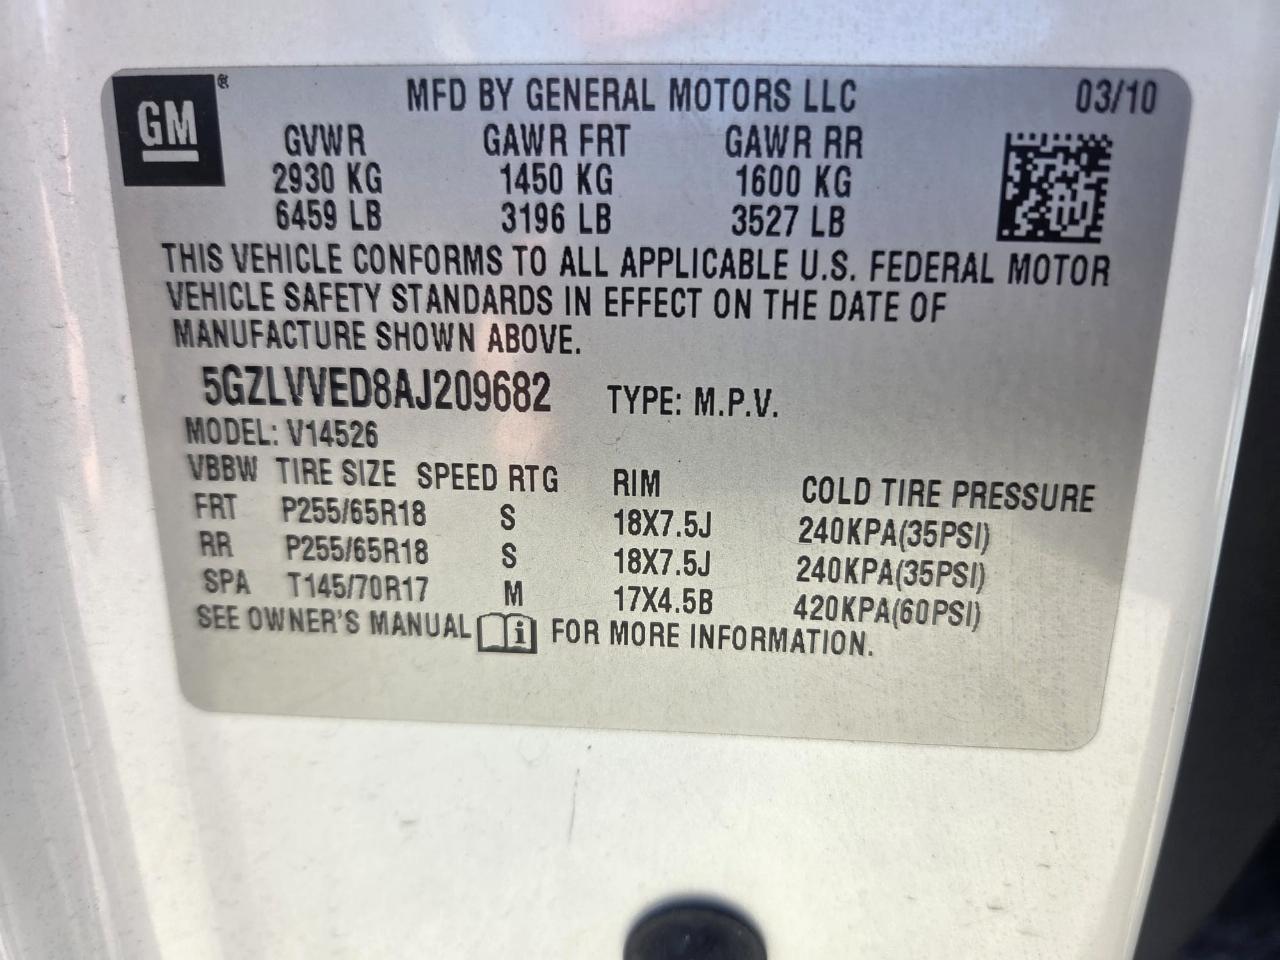 GM ® MFD BY GENERAL MOTORS LLC 03/10
GVWR GAWR FRT GAWR RR
2930 KG 1450 KG 1600 KG
6459 LB 3196 LB 3527 LB
THIS VEHICLE CONFORMS TO ALL APPLICABLE U.S. FEDERAL MOTOR
VEHICLE SAFETY STANDARDS IN EFFECT ON THE DATE OF
MANUFACTURE SHOWN ABOVE.
5GZLVVED8AJ209682 TYPE: M.P.V.
MODEL: V14526
VBBW TIRE SIZE SPEED RTG RIM COLD TIRE PRESSURE
FRT P255/65R18 S 18X7.5J 240KPA(35PSI)
RR P255/65R18 S 18X7.5J 240KPA(35PSI)
SPA T145/70R17 M 17X4.5B 420KPA(60PSI)
SEE OWNER'S MANUAL i FOR MORE INFORMATION.